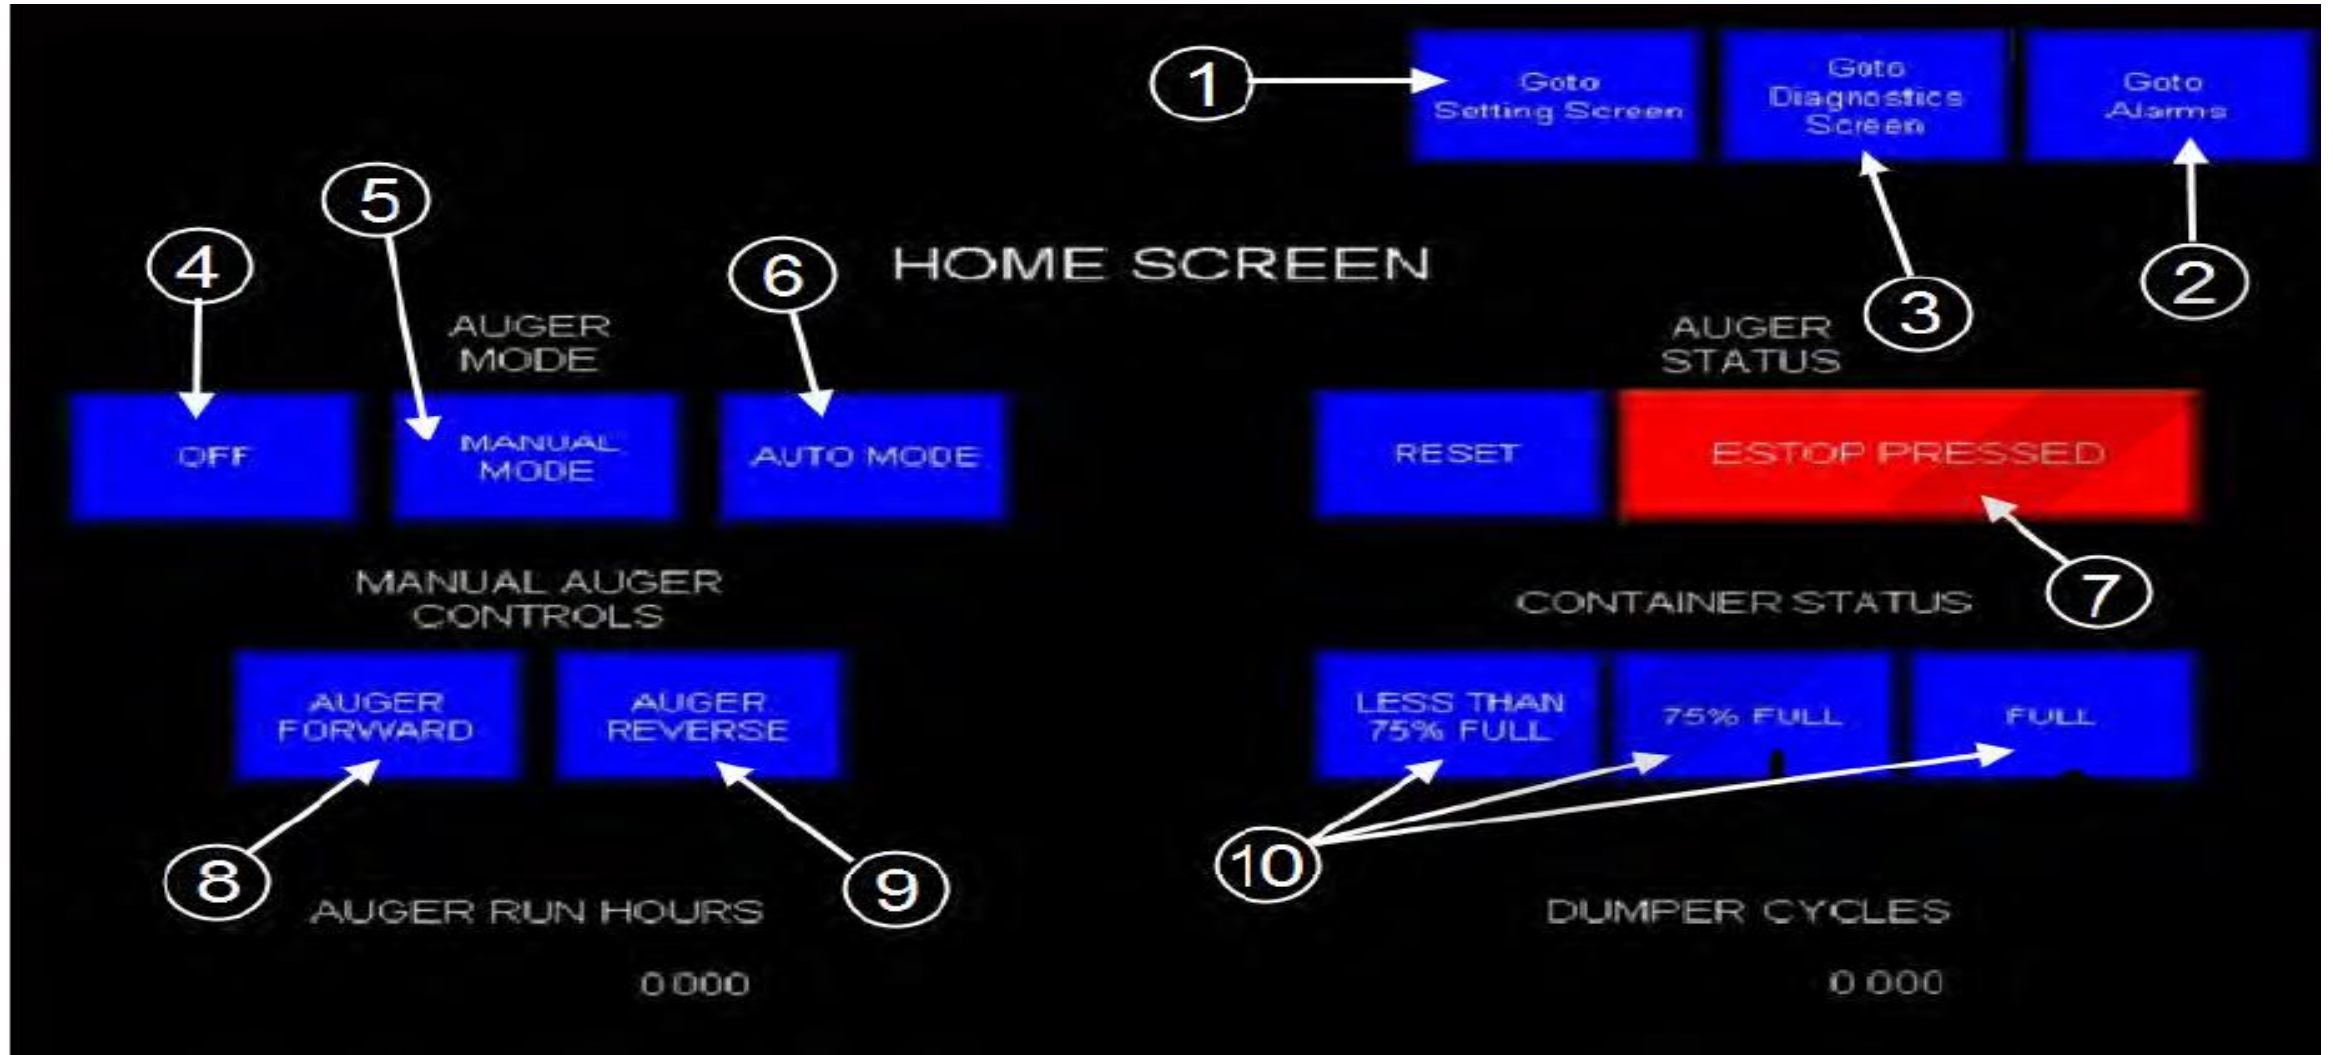 1
Goto
Setting Screen
Goto
Diagnostics
Screen
Goto
Alarms
5
4
6
HOME SCREEN
3
2
AUGER
MODE
AUGER
STATUS
OFF
MANUAL
MODE
AUTO MODE
RESET
ESTOP PRESSED
7
MANUAL AUGER
CONTROLS
CONTAINER STATUS
AUGER
FORWARD
AUGER
REVERSE
LESS THAN
75% FULL
75% FULL
FULL
8
9
10
AUGER RUN HOURS
DUMPER CYCLES
0 000
0 000